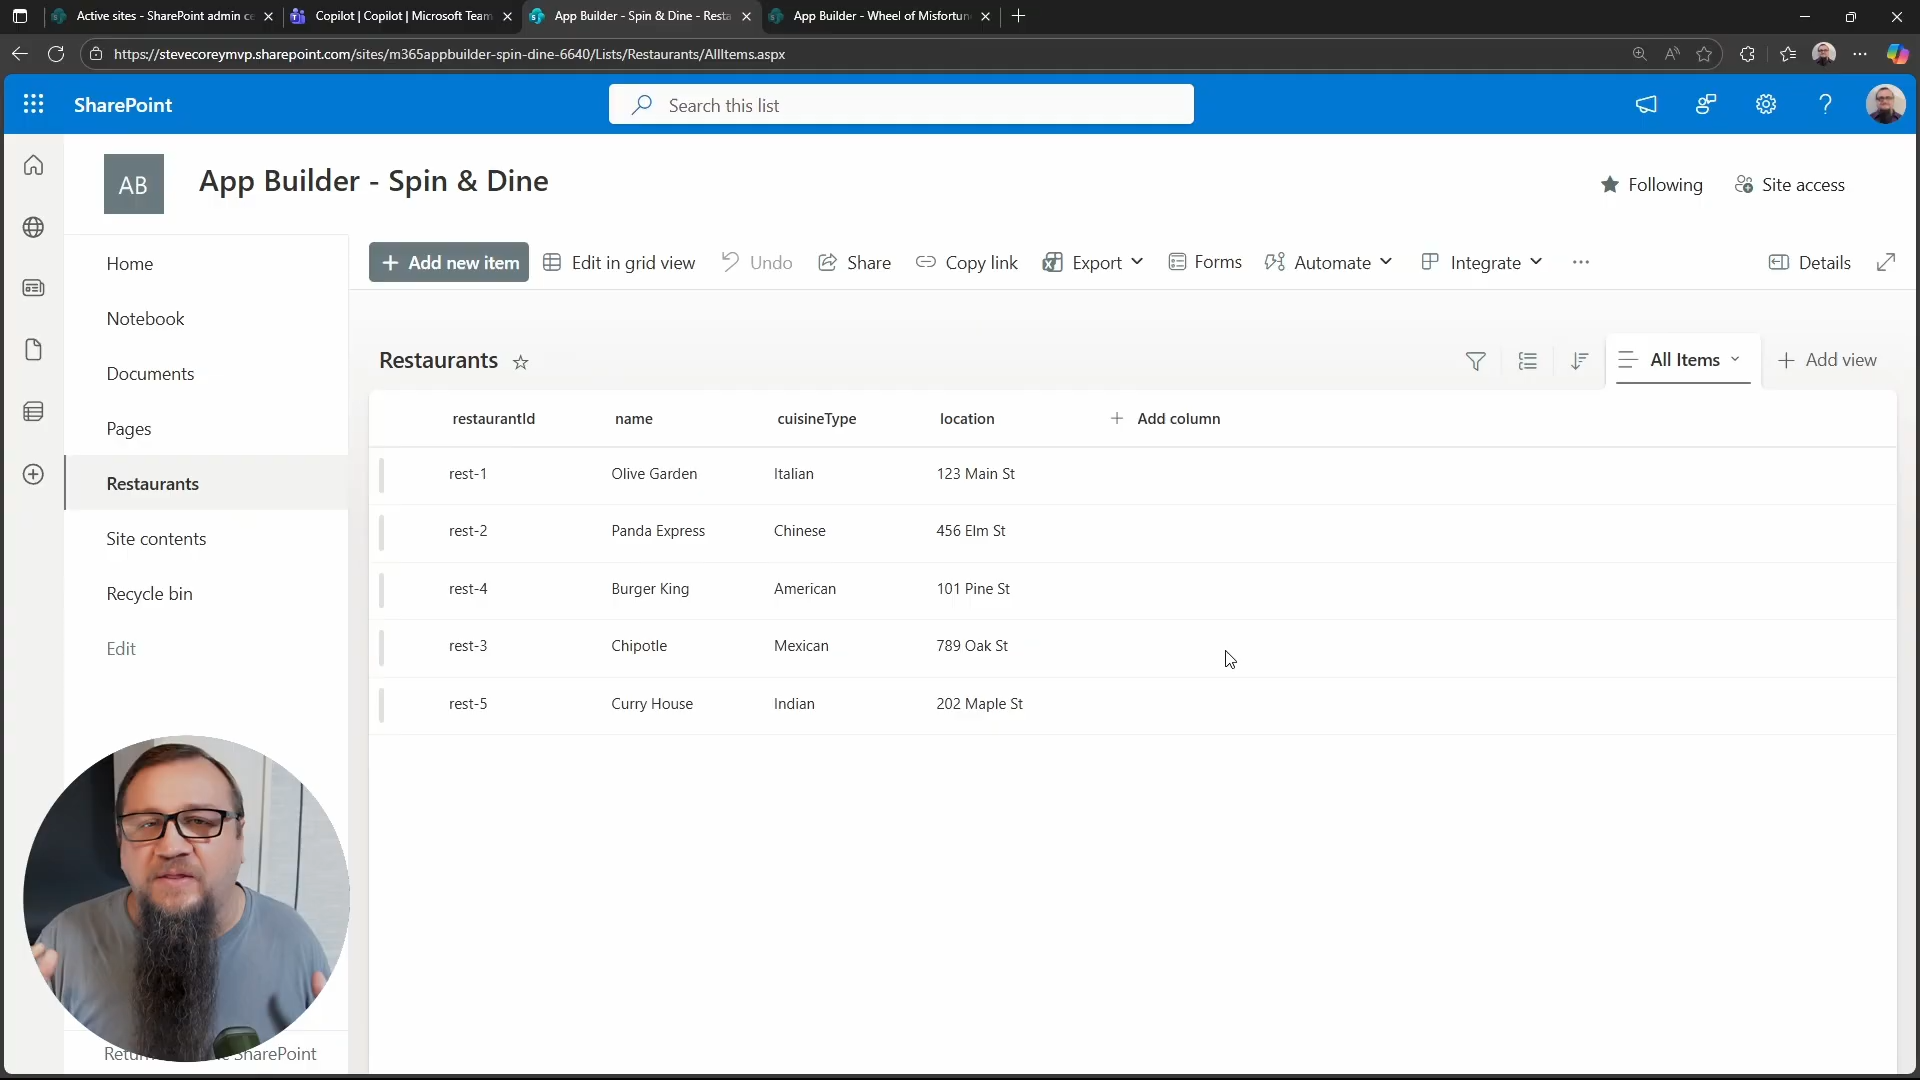 Active sites - SharePoint admin ce
Copilot | Copilot | Microsoft Team
App Builder - Spin & Dine - Resta
App Builder - Wheel of Misfortun
https://stevecoreymvp.sharepoint.com/sites/m365appbuilder-spin-dine-6640/Lists/Restaurants/AllItems.aspx
SharePoint
Search this list
AB
App Builder - Spin & Dine
Following
Site access
Home
Notebook
Documents
Pages
Restaurants
Site contents
Recycle bin
Edit
Add new item
Edit in grid view
Undo
Share
Copy link
Export
Forms
Automate
Integrate
Details
Restaurants
All Items
Add view
restaurantId name cuisineType location Add column
rest-1 Olive Garden Italian 123 Main St
rest-2 Panda Express Chinese 456 Elm St
rest-4 Burger King American 101 Pine St
rest-3 Chipotle Mexican 789 Oak St
rest-5 Curry House Indian 202 Maple St
SharePoint